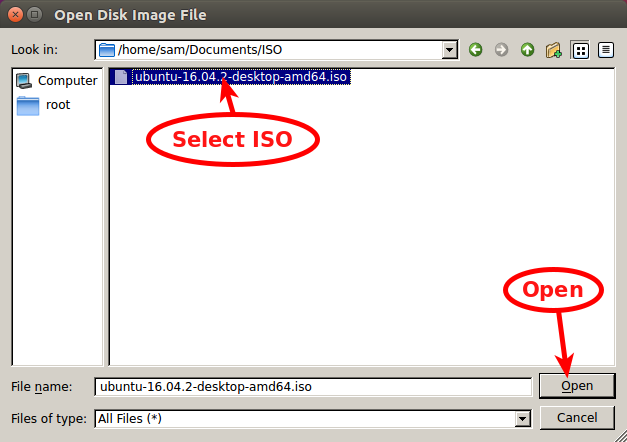 Open Disk Image File
Look in: /home/sam/Documents/ISO
Computer
root
ubuntu-16.04.2-desktop-amd64.iso
Select ISO
Open
File name: ubuntu-16.04.2-desktop-amd64.iso Open
Files of type: All Files (*) Cancel